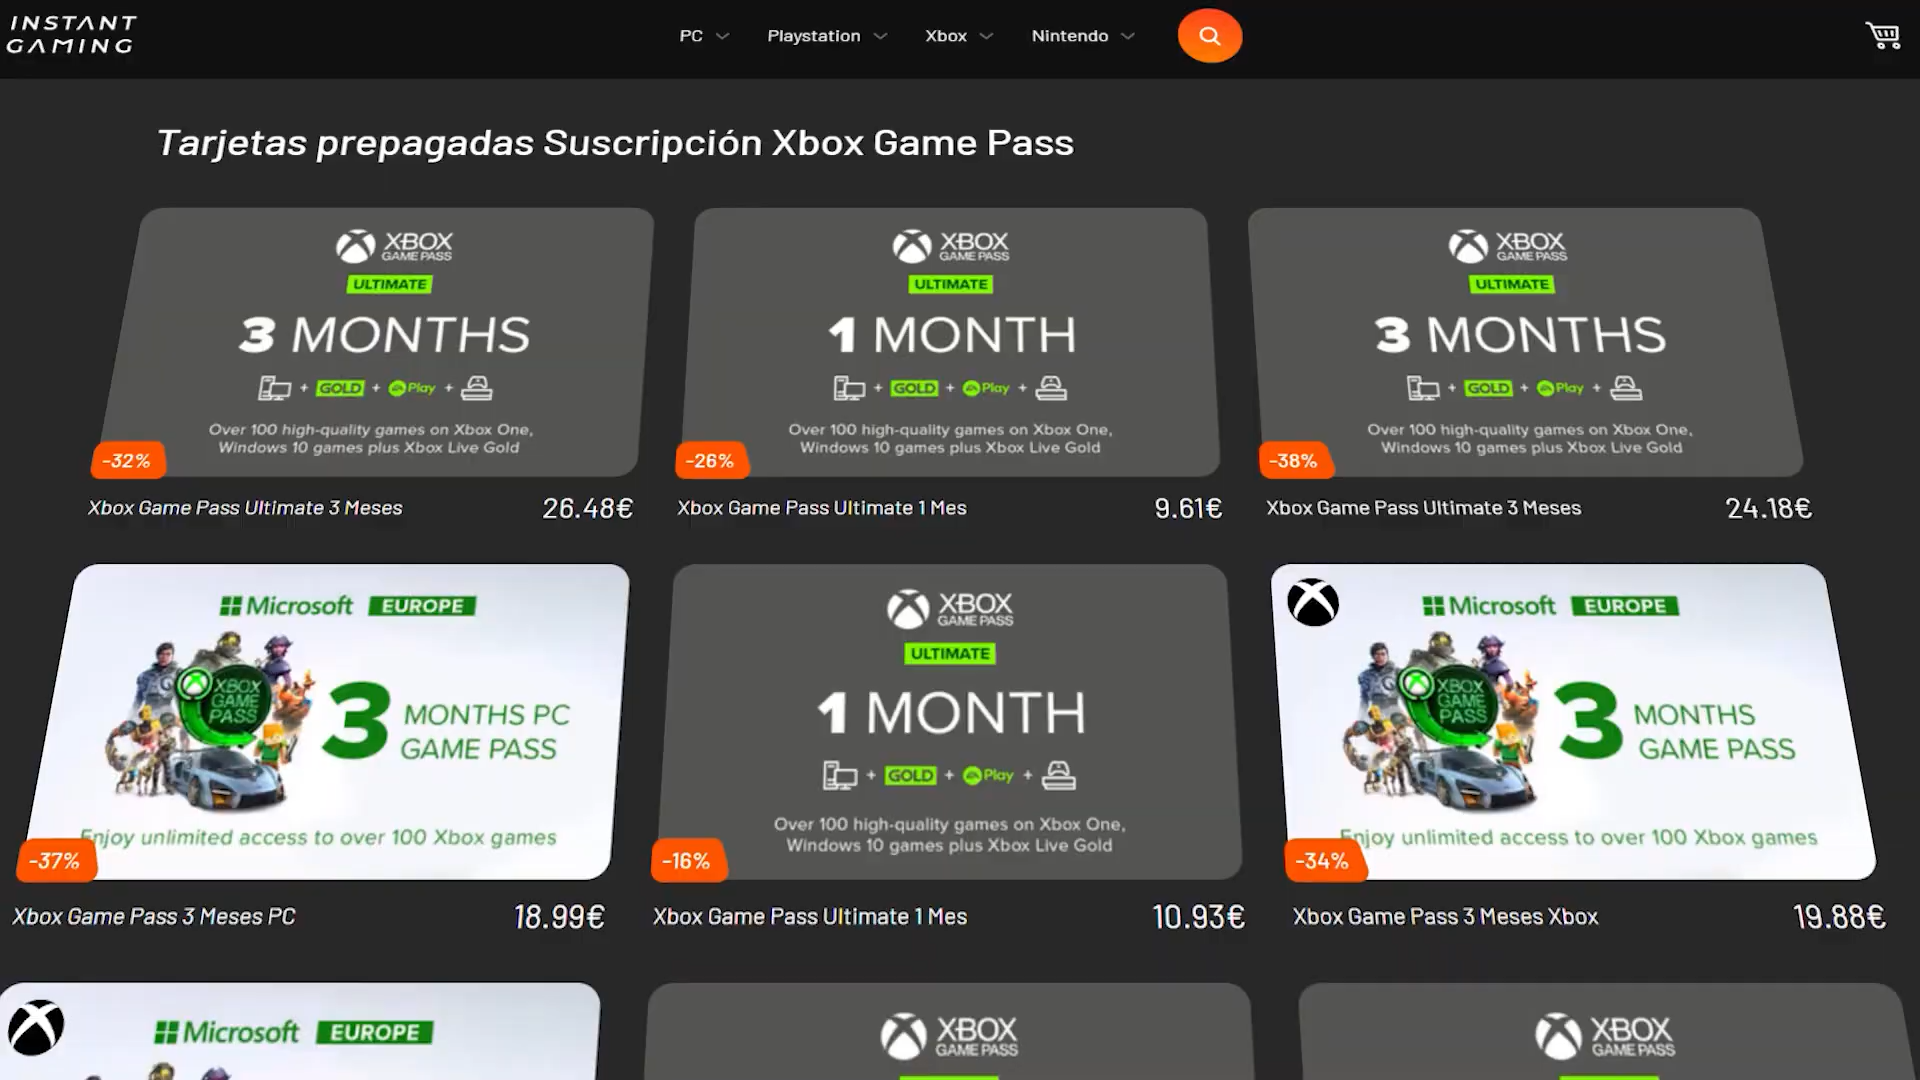 INSTANT
GAMING
PC
Playstation
Xbox
Nintendo
Tarjetas prepagadas Suscripción Xbox Game Pass
XBOX
GAME PASS
ULTIMATE
3 MONTHS
+ GOLD + EA Play +
Over 100 high-quality games on Xbox One,
Windows 10 games plus Xbox Live Gold
-32%
Xbox Game Pass Ultimate 3 Meses
26.48€
XBOX
GAME PASS
ULTIMATE
1 MONTH
+ GOLD + EA Play +
Over 100 high-quality games on Xbox One,
Windows 10 games plus Xbox Live Gold
-26%
Xbox Game Pass Ultimate 1 Mes
9.61€
XBOX
GAME PASS
ULTIMATE
3 MONTHS
+ GOLD + EA Play +
Over 100 high-quality games on Xbox One,
Windows 10 games plus Xbox Live Gold
-38%
Xbox Game Pass Ultimate 3 Meses
24.18€
Microsoft EUROPE
XBOX
GAME
PASS
3 MONTHS PC
GAME PASS
Enjoy unlimited access to over 100 Xbox games
-37%
Xbox Game Pass 3 Meses PC
18.99€
XBOX
GAME PASS
ULTIMATE
1 MONTH
+ GOLD + EA Play +
Over 100 high-quality games on Xbox One,
Windows 10 games plus Xbox Live Gold
-16%
Xbox Game Pass Ultimate 1 Mes
10.93€
Microsoft EUROPE
XBOX
GAME
PASS
3 MONTHS
GAME PASS
Enjoy unlimited access to over 100 Xbox games
-34%
Xbox Game Pass 3 Meses Xbox
19.88€
Microsoft EUROPE
XBOX
GAME PASS
XBOX
GAME PASS